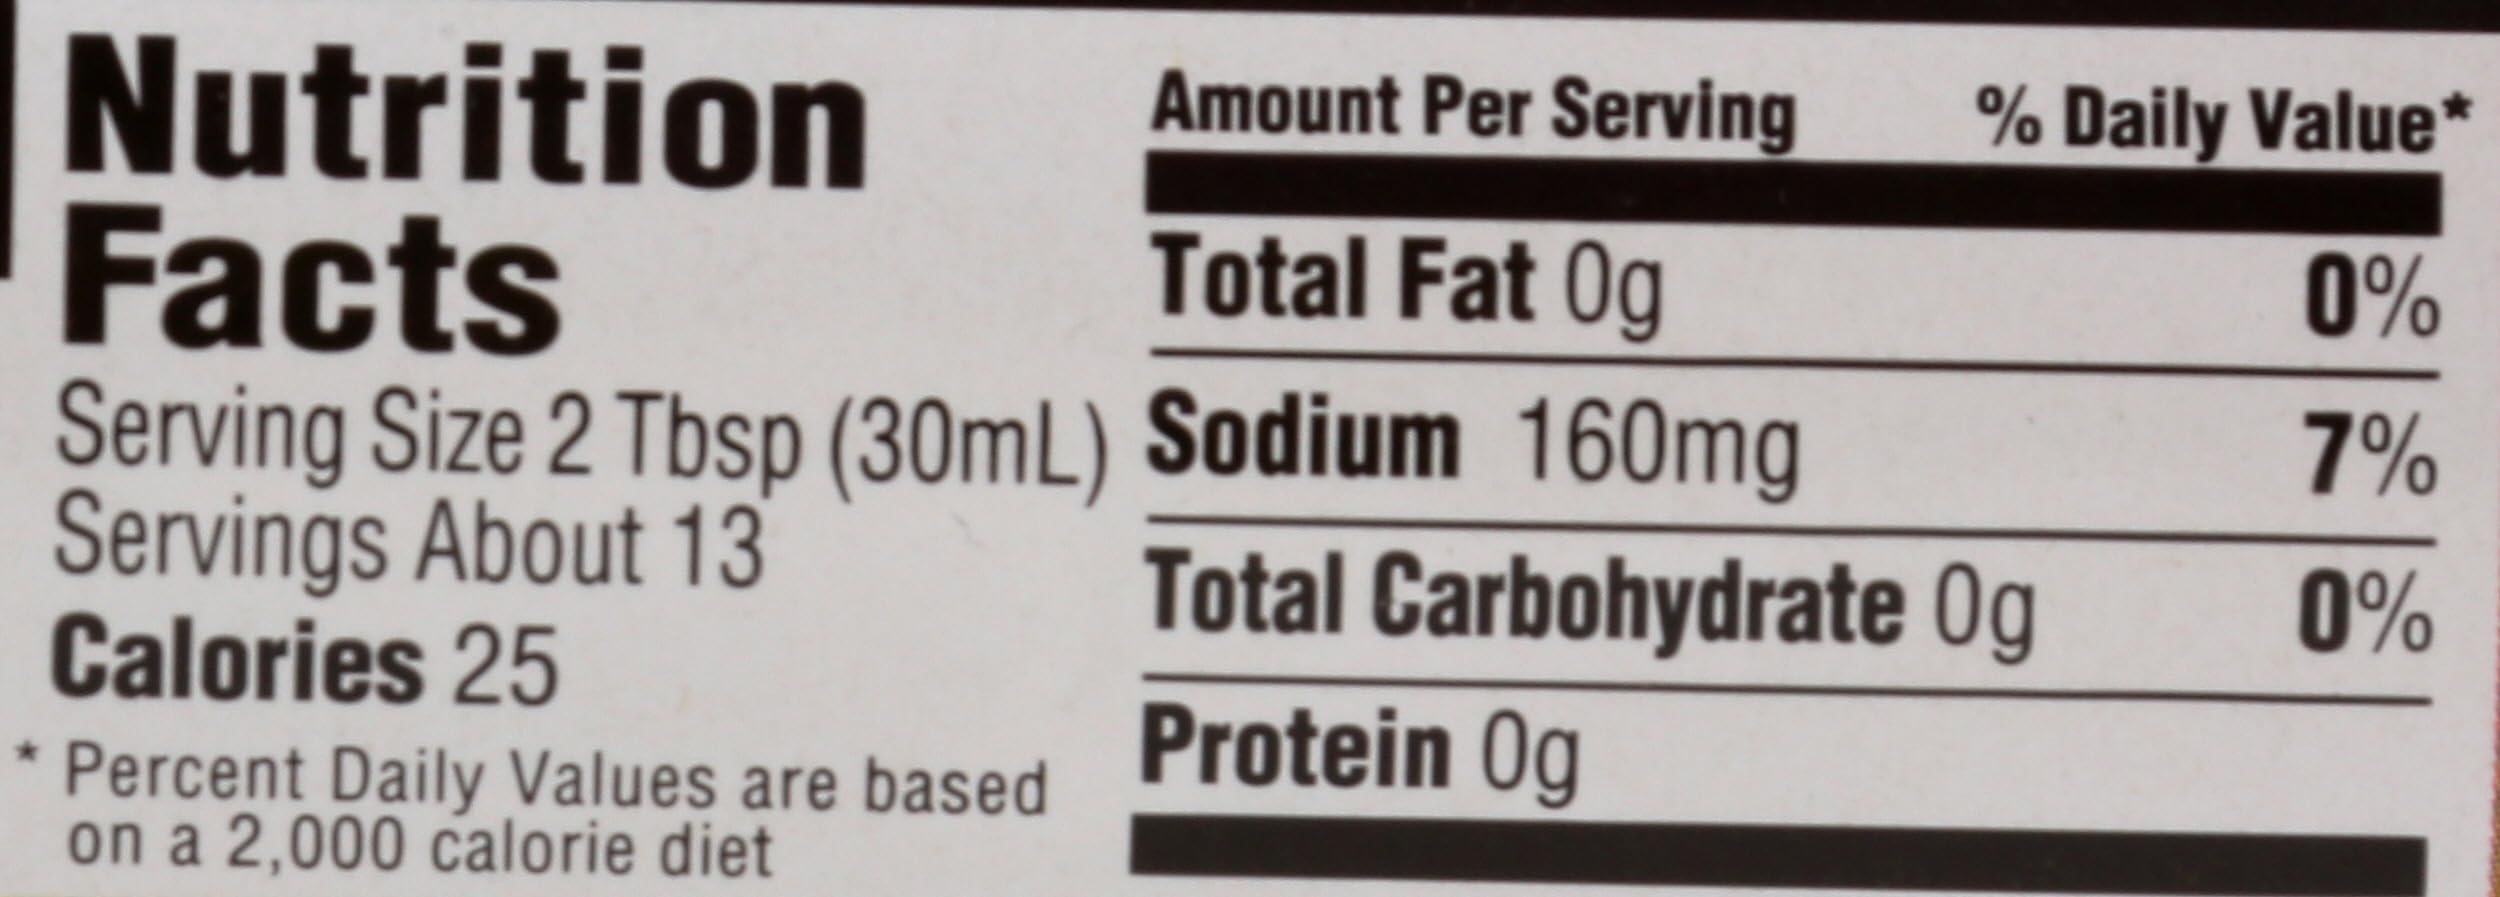 Nutrition
Facts
Serving Size 2 Tbsp (30mL)
Servings About 13
Calories 25
* Percent Daily Values are based
on a 2,000 calorie diet
Amount Per Serving % Daily Value*
Total Fat 0g 0%
Sodium 160mg 7%
Total Carbohydrate 0g 0%
Protein 0g